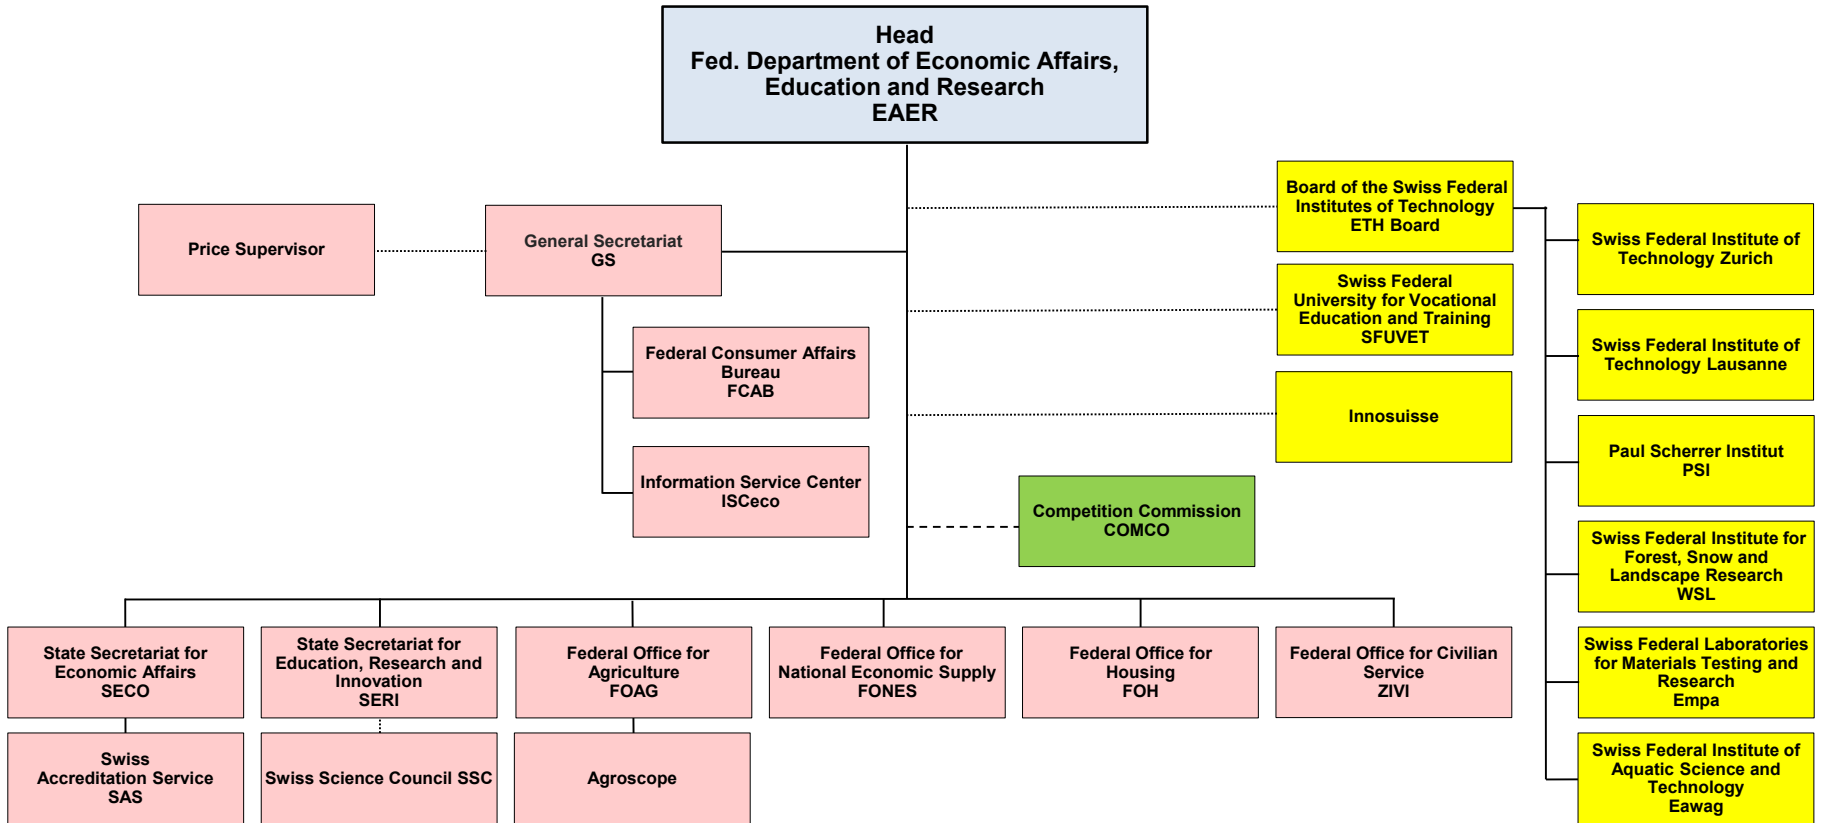 Head
Fed. Department of Economic Affairs,
Education and Research
EAER
Price Supervisor
General Secretariat
GS
Federal Consumer Affairs
Bureau
FCAB
Information Service Center
ISCeco
Board of the Swiss Federal
Institutes of Technology
ETH Board
Swiss Federal
University for Vocational
Education and Training
SFUVET
Innosuisse
Competition Commission
COMCO
Swiss Federal Institute of
Technology Zurich
Swiss Federal Institute of
Technology Lausanne
Paul Scherrer Institut
PSI
Swiss Federal Institute for
Forest, Snow and
Landscape Research
WSL
Swiss Federal Laboratories
for Materials Testing and
Research
Empa
Swiss Federal Institute of
Aquatic Science and
Technology
Eawag
State Secretariat for
Economic Affairs
SECO
State Secretariat for
Education, Research and
Innovation
SERI
Federal Office for
Agriculture
FOAG
Federal Office for
National Economic Supply
FONES
Federal Office for
Housing
FOH
Federal Office for Civilian
Service
ZIVI
Swiss
Accreditation Service
SAS
Swiss Science Council SSC
Agroscope